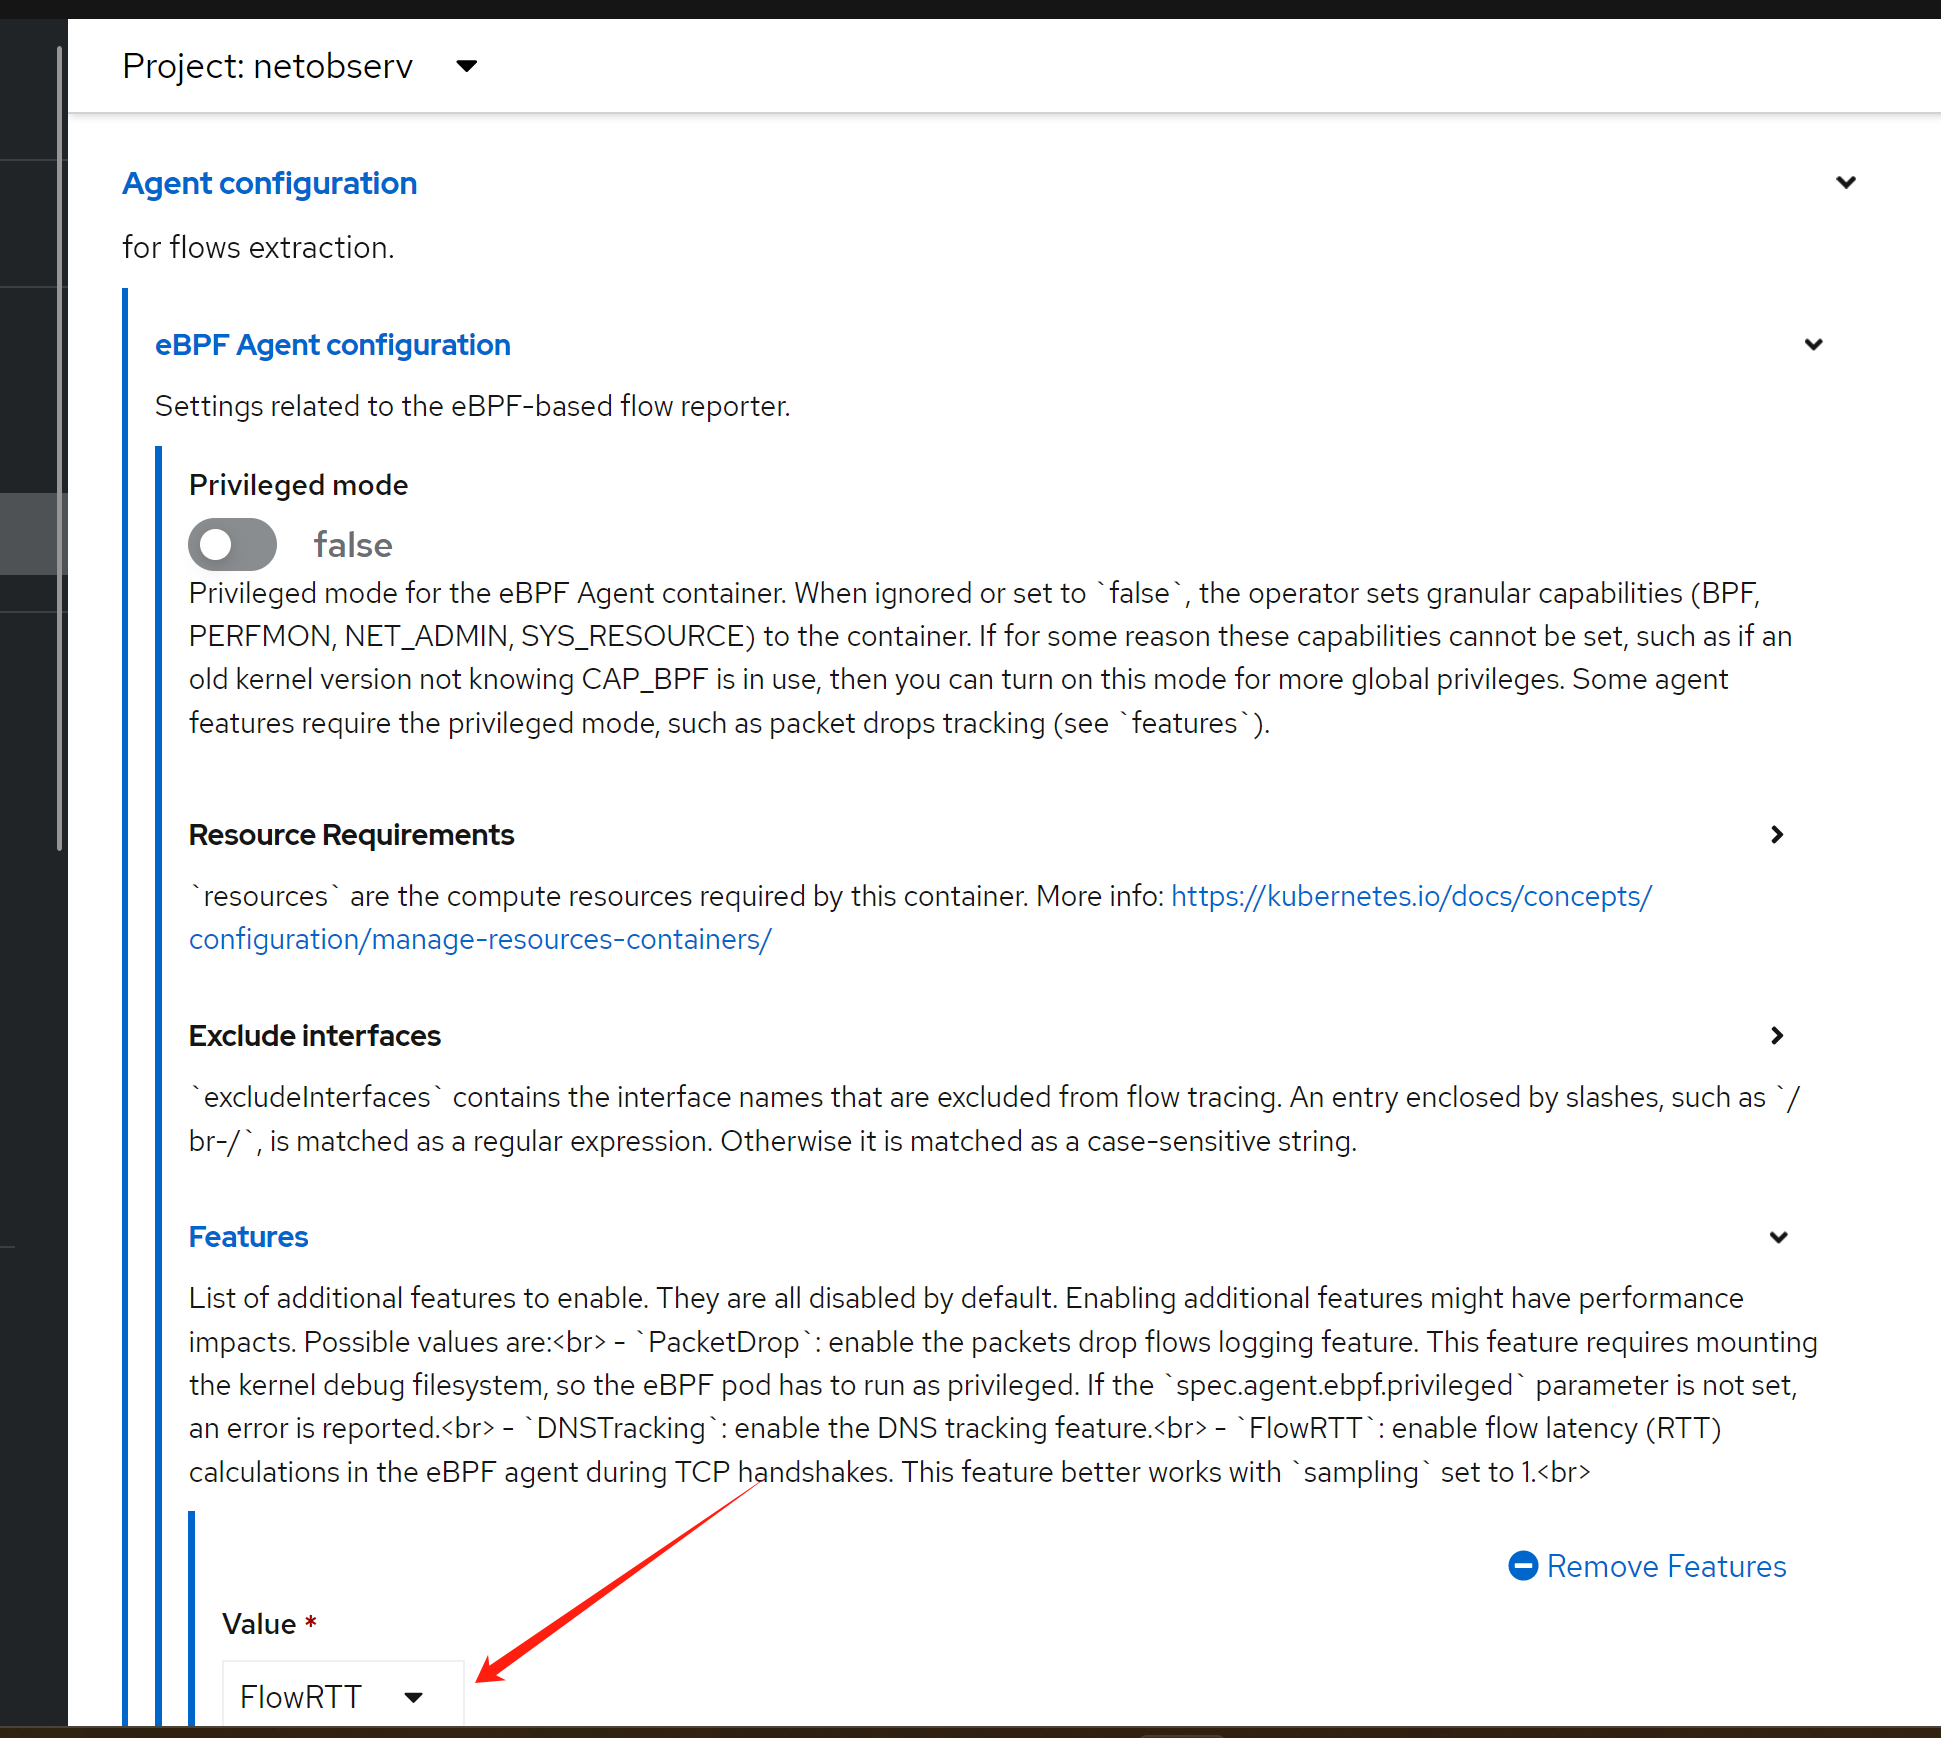 Project: netobserv
Agent configuration
for flows extraction.
eBPF Agent configuration
Settings related to the eBPF-based flow reporter.
Privileged mode
false
Privileged mode for the eBPF Agent container. When ignored or set to `false`, the operator sets granular capabilities (BPF,
PERFMON, NET_ADMIN, SYS_RESOURCE) to the container. If for some reason these capabilities cannot be set, such as if an
old kernel version not knowing CAP_BPF is in use, then you can turn on this mode for more global privileges. Some agent
features require the privileged mode, such as packet drops tracking (see `features`).
Resource Requirements
`resources` are the compute resources required by this container. More info: https://kubernetes.io/docs/concepts/
configuration/manage-resources-containers/
Exclude interfaces
`excludeInterfaces` contains the interface names that are excluded from flow tracing. An entry enclosed by slashes, such as `/
br-/`, is matched as a regular expression. Otherwise it is matched as a case-sensitive string.
Features
List of additional features to enable. They are all disabled by default. Enabling additional features might have performance
impacts. Possible values are:<br> - `PacketDrop`: enable the packets drop flows logging feature. This feature requires mounting
the kernel debug filesystem, so the eBPF pod has to run as privileged. If the `spec.agent.ebpf.privileged` parameter is not set,
an error is reported.<br> - `DNSTracking`: enable the DNS tracking feature.<br> - `FlowRTT`: enable flow latency (RTT)
calculations in the eBPF agent during TCP handshakes. This feature better works with `sampling` set to 1.<br>
Remove Features
Value *
FlowRTT